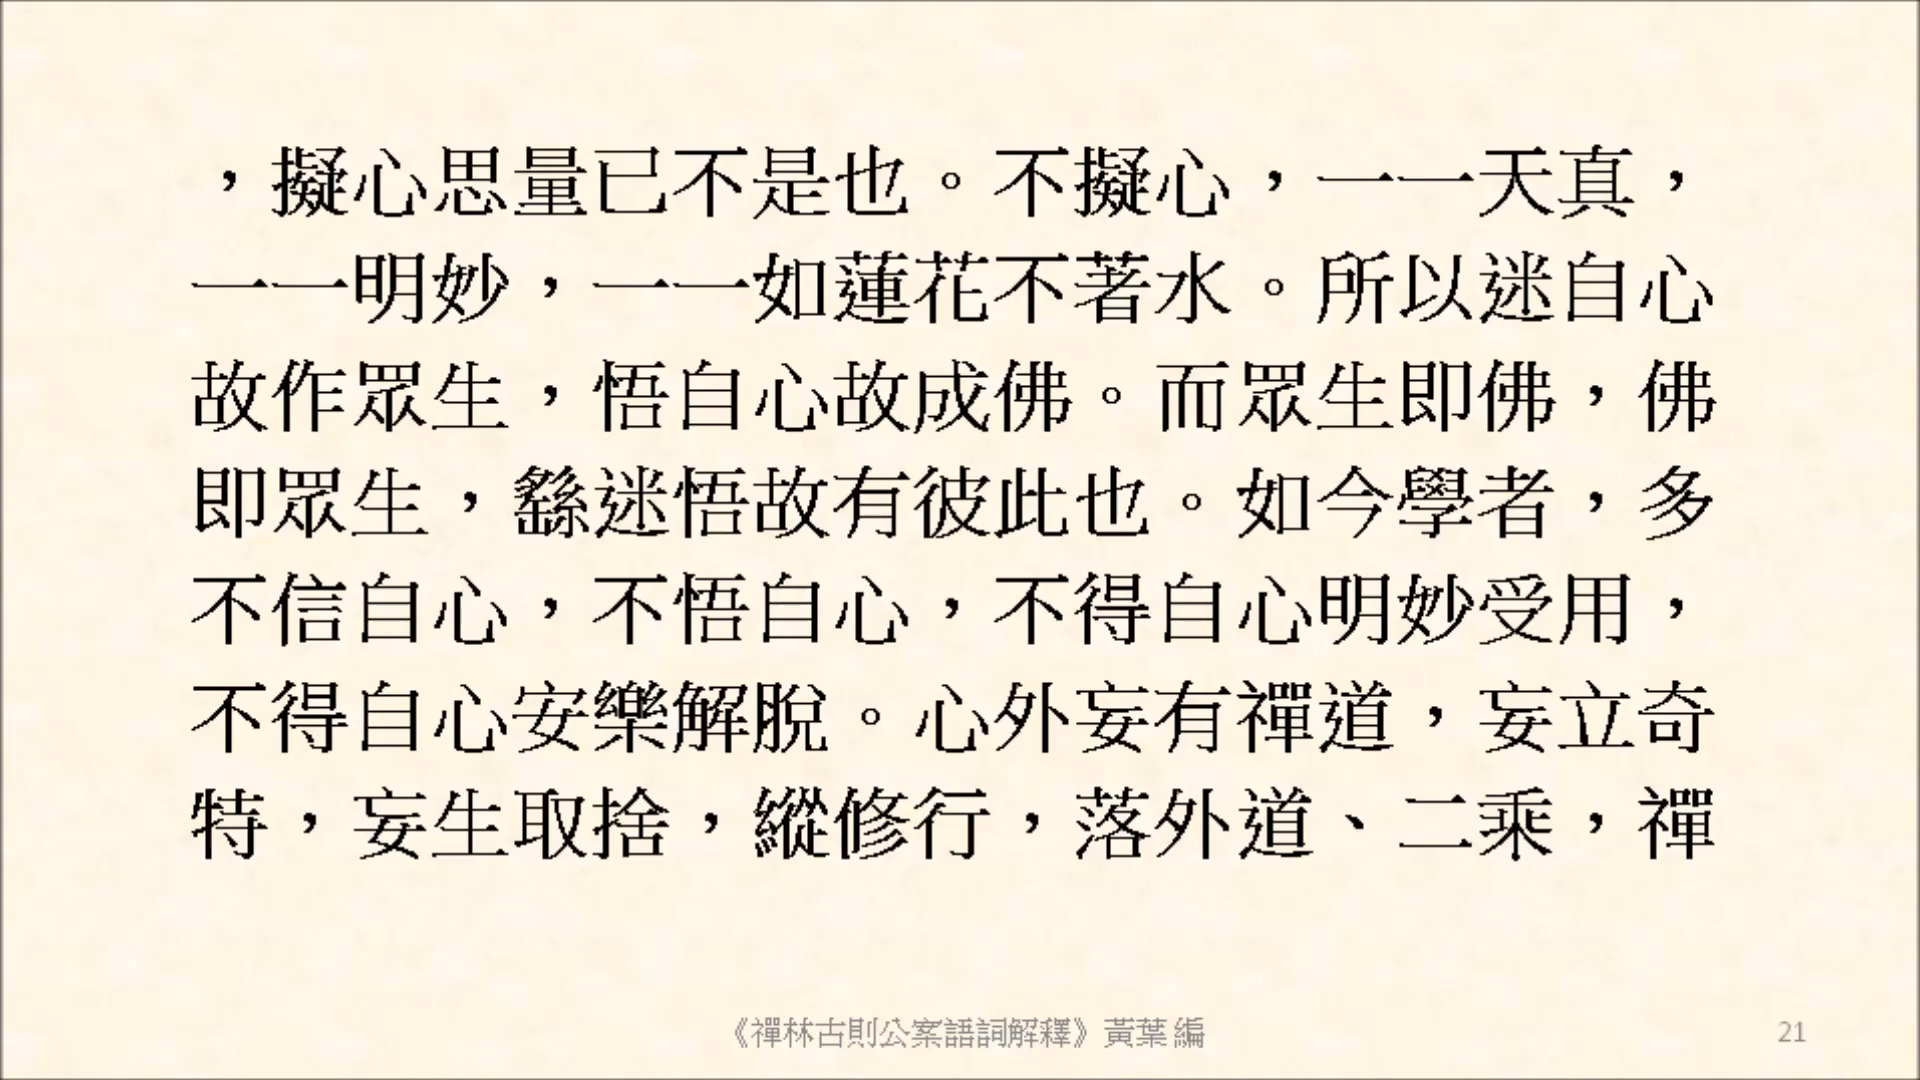 ，擬心思量已不是也。不擬心，一一天真，
一一明妙，一一如蓮花不著水。所以迷自心
故作眾生，悟自心故成佛。而眾生即佛，佛
即眾生，繇迷悟故有彼此也。如今學者，多
不信自心，不悟自心，不得自心明妙受用，
不得自心安樂解脫。心外妄有禪道，妄立奇
特，妄生取捨，縱修行，落外道、二乘，禪
《禪林古則公案語詞解釋》黃葉 編
21